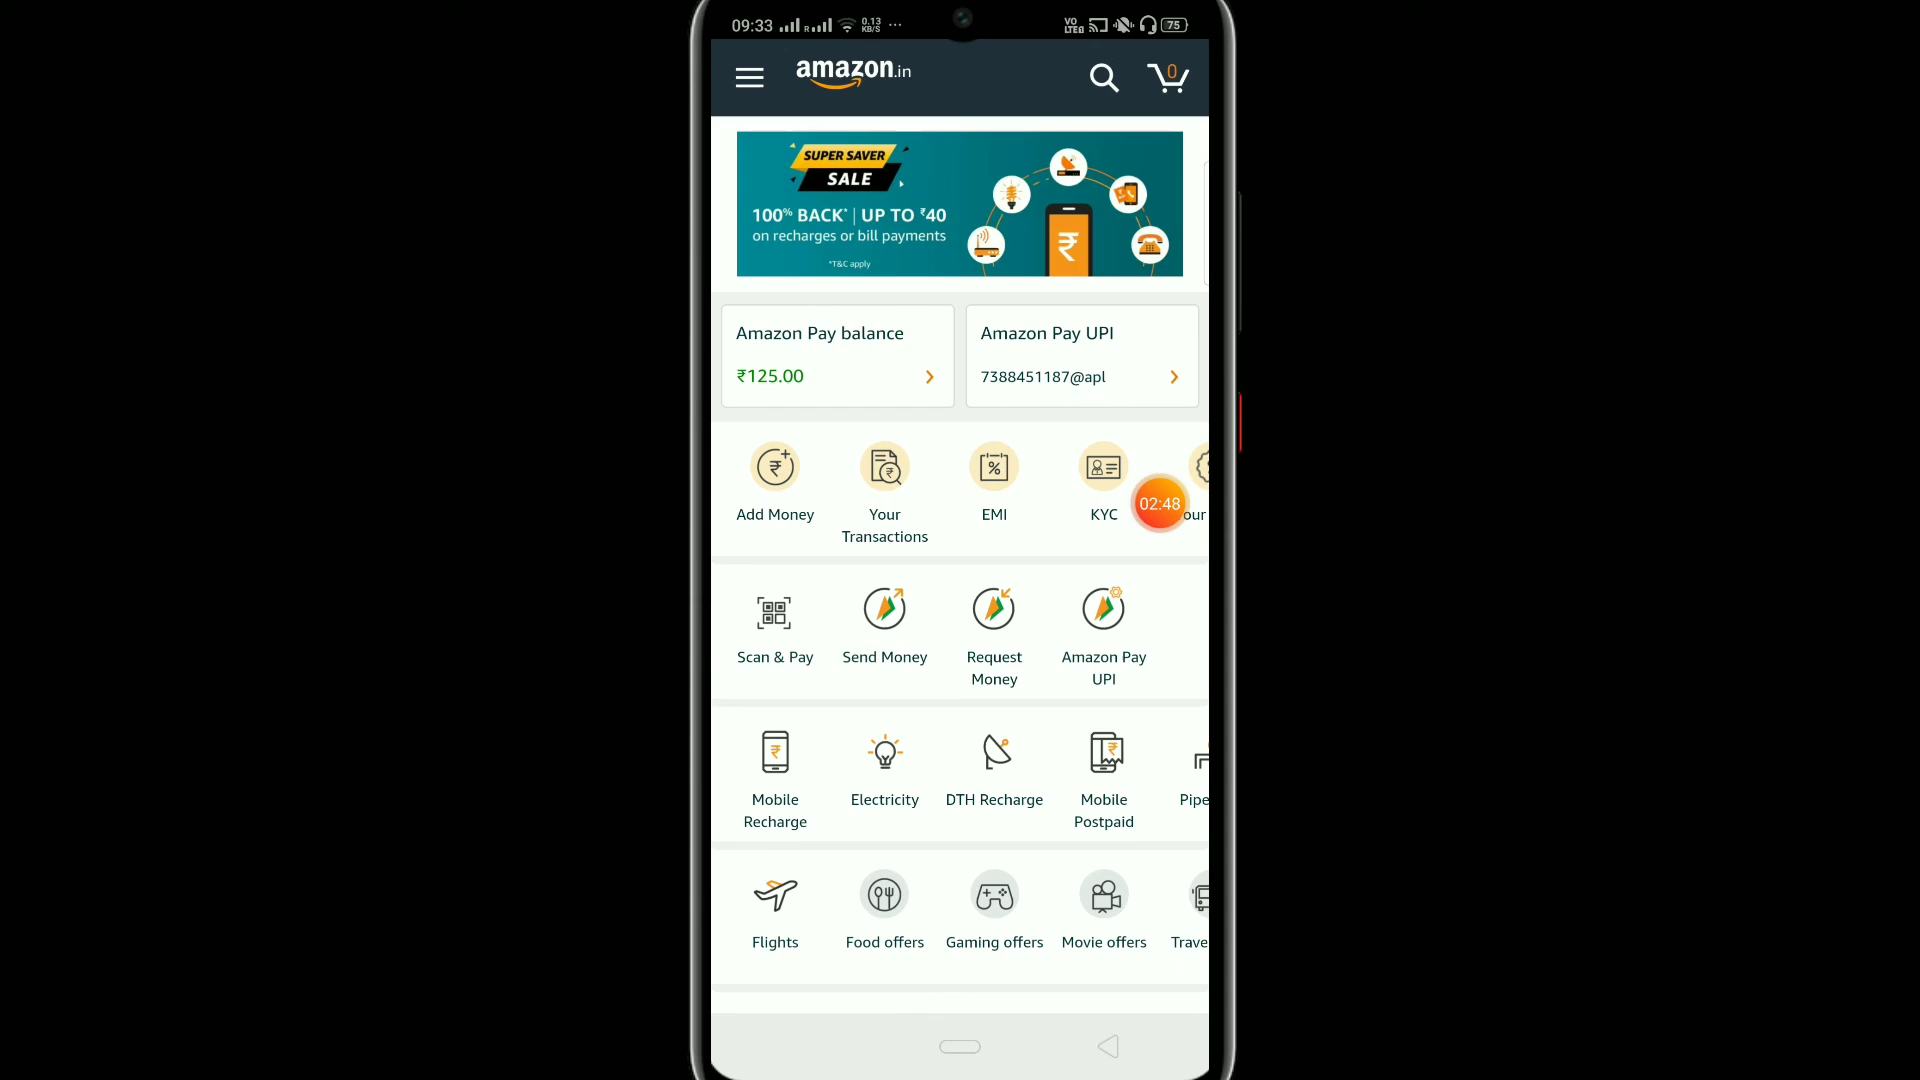 09:33
R
0.13
KB/S
...
VO
LTE
75
amazon.in
0
SUPER SAVER
SALE
100% BACK* | UP TO ₹40
on recharges or bill payments
*T&C apply
₹
Amazon Pay balance
₹125.00
Amazon Pay UPI
7388451187@apl
Add Money
Your
Transactions
EMI
KYC
02:48
our
Scan & Pay
Send Money
Request
Money
Amazon Pay
UPI
Mobile
Recharge
Electricity
DTH Recharge
Mobile
Postpaid
Pipe
Flights
Food offers
Gaming offers
Movie offers
Trave